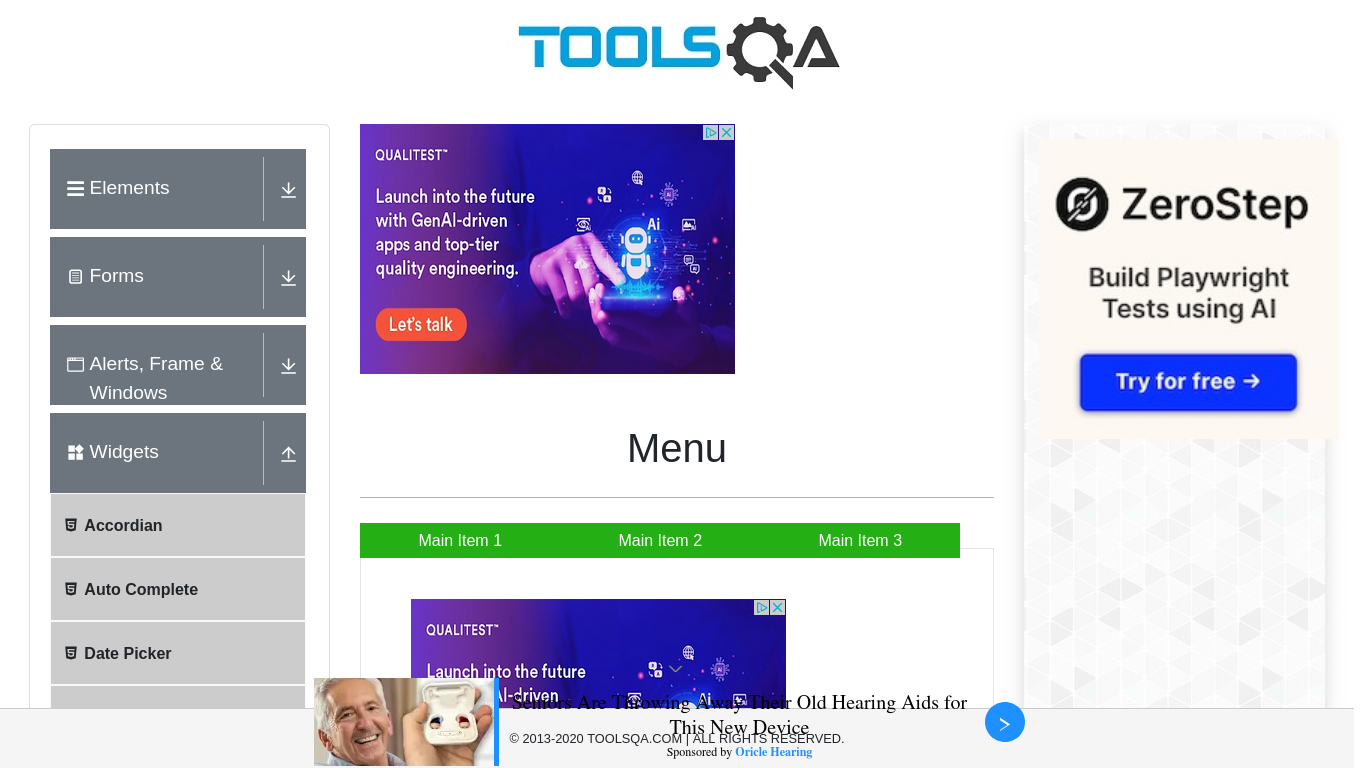 TOOLSQA
Elements
Forms
Alerts, Frame &
Windows
Widgets
Accordian
Auto Complete
Date Picker
QUALITEST™
Launch into the future
with GenAI-driven
apps and top-tier
quality engineering.
Let's talk
Ai
Menu
Main Item 1
Main Item 2
Main Item 3
QUALITEST™
Launch into the future
with GenAI-driven
Ai
ZeroStep
Build Playwright
Tests using AI
Try for free →
Seniors Are Throwing Away Their Old Hearing Aids for
This New Device
Sponsored by Oricle Hearing
© 2013-2020 TOOLSQA.COM | ALL RIGHTS RESERVED.